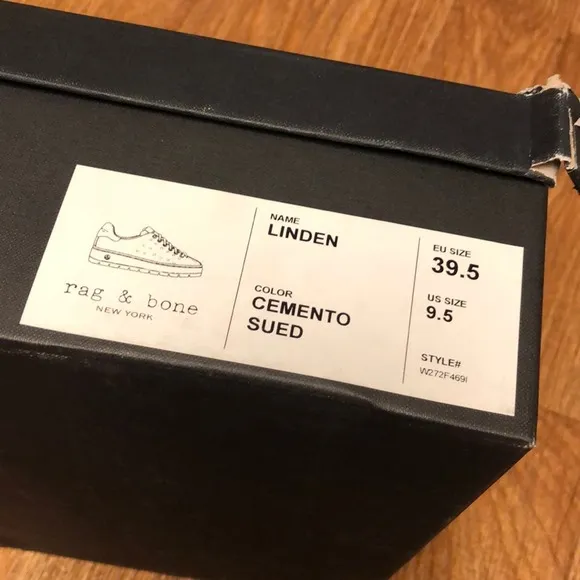 rag & bone
NEW YORK
NAME
LINDEN
COLOR
CEMENTO
SUED
EU SIZE
39.5
US SIZE
9.5
STYLE#
W272F469I